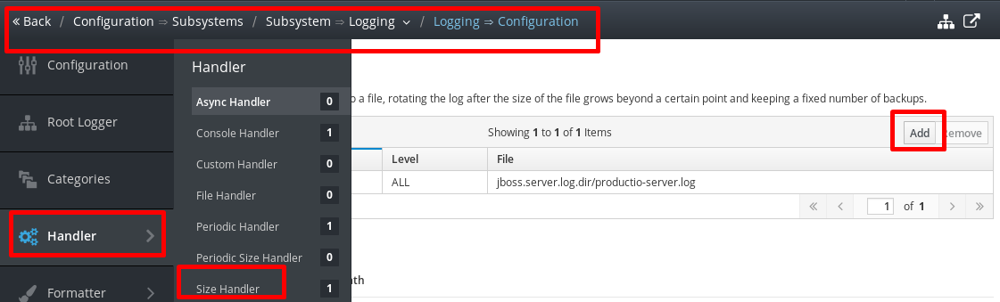 « Back / Configuration ⇒ Subsystems / Subsystem ⇒ Logging / Logging ⇒ Configuration
Configuration
Root Logger
Categories
Handler
Formatter
Handler
Async Handler 0
Console Handler 1
Custom Handler 0
File Handler 0
Periodic Handler 1
Periodic Size Handler 0
Size Handler 1
o a file, rotating the log after the size of the file grows beyond a certain point and keeping a fixed number of backups.
Showing 1 to 1 of 1 Items Add Remove
Level File
ALL jboss.server.log.dir/productio-server.log
« ‹ 1 of 1 › »
ath